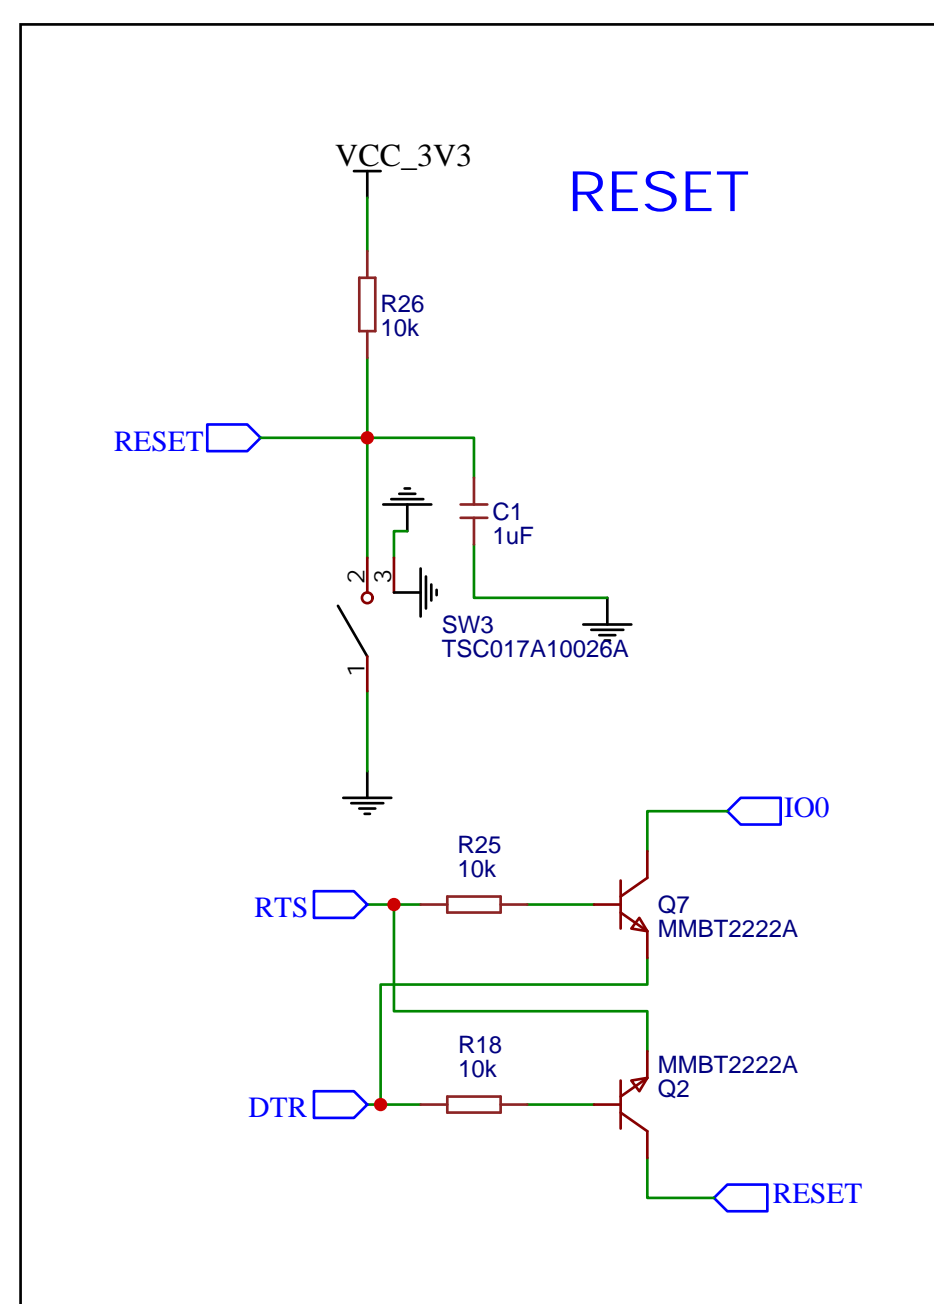 VCC_3V3
RESET
R26
10k
RESET
C1
1uF
2
3
SW3
TSC017A10026A
1
IO0
R25
10k
RTS
Q7
MMBT2222A
R18
10k
MMBT2222A
Q2
DTR
RESET